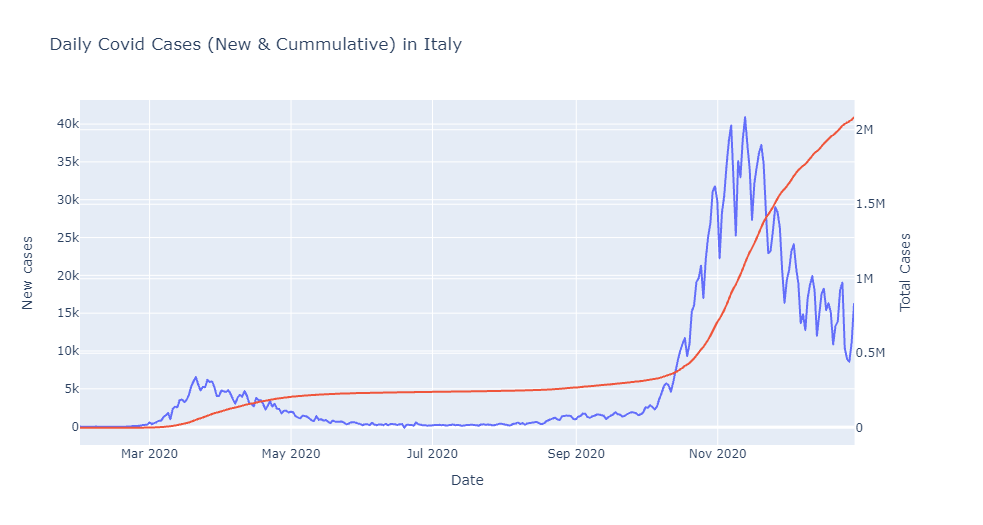 Daily Covid Cases (New & Cummulative) in Italy
40k
35k
30k
25k
20k
15k
10k
5k
0
New cases
2M
1.5M
1M
0.5M
0
Total Cases
Mar 2020 May 2020 Jul 2020 Sep 2020 Nov 2020
Date